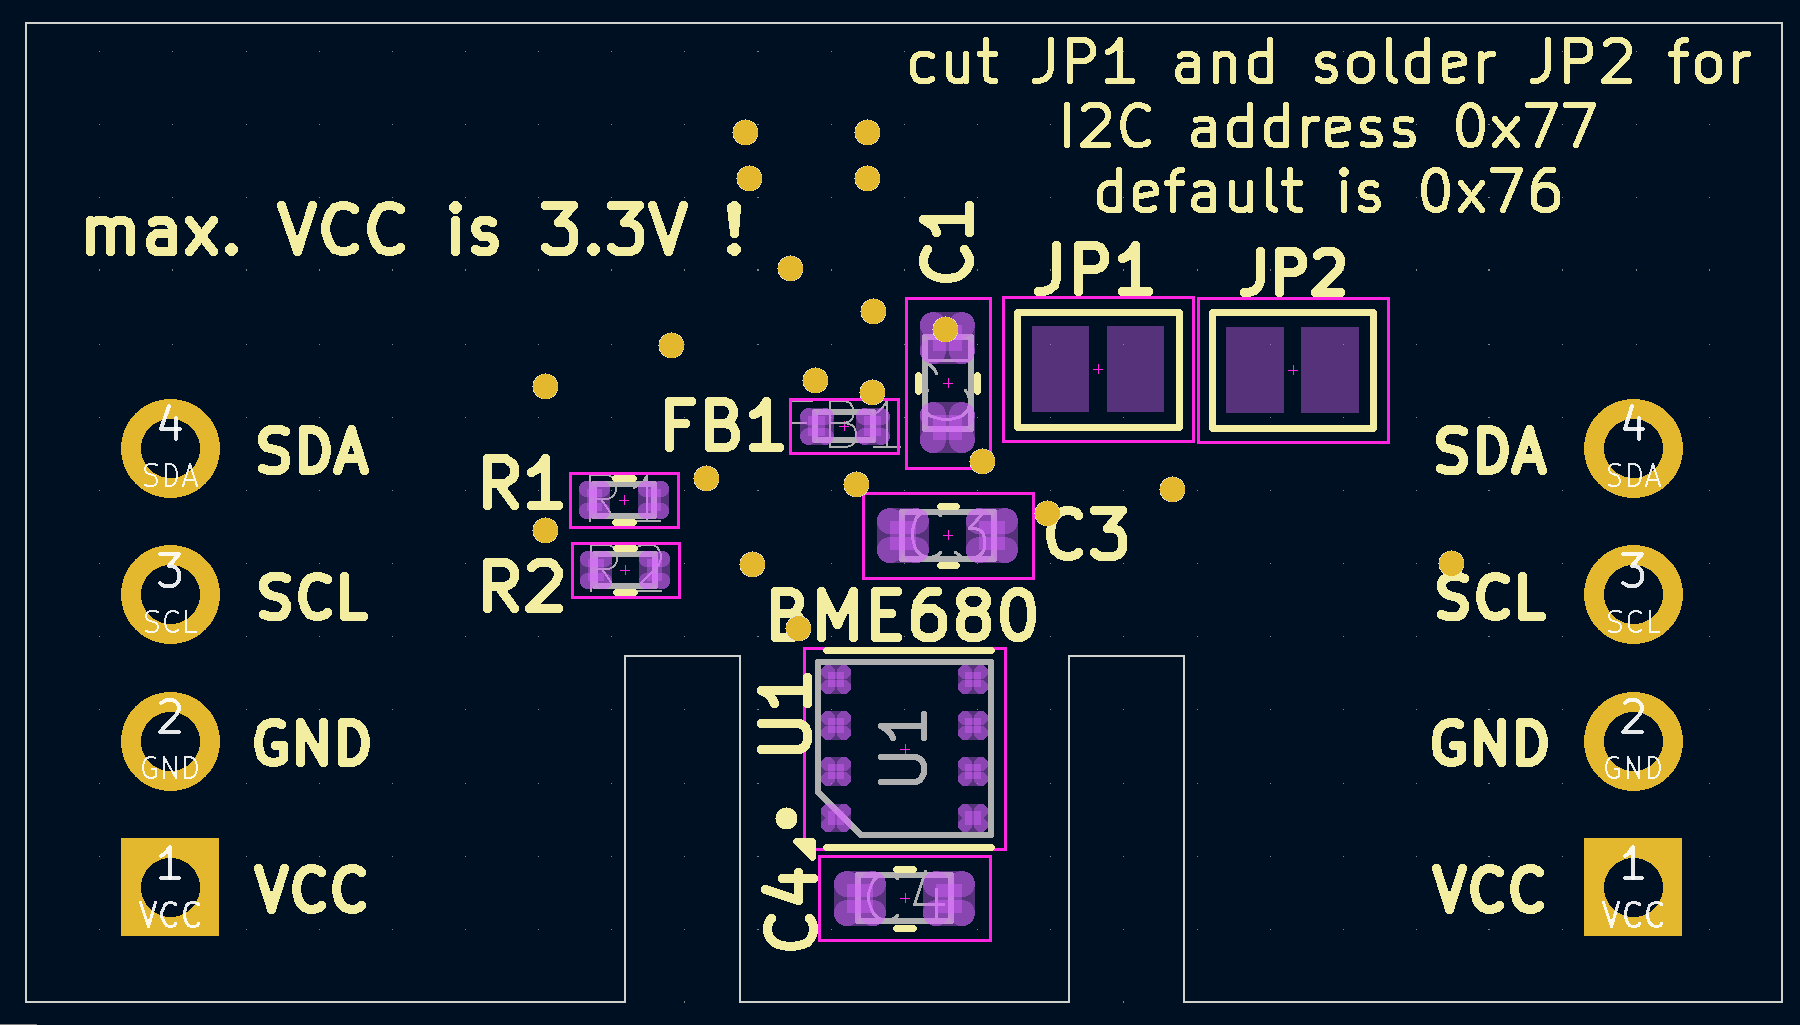 cut JP1 and solder JP2 for
I2C address 0x77
default is 0x76
max. VCC is 3.3V !
C1
JP1
JP2
FB1
R1
R2
C3
C3
BME680
U1
U1
C4
C4
4
SDA
SDA
3
SCL
SCL
2
GND
GND
1
VCC
VCC
SDA
4
SDA
SCL
3
SCL
GND
2
GND
VCC
1
VCC